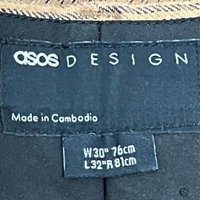 asos DESIGN
Made in Cambodia
W30" 76cm
L32" R 81cm